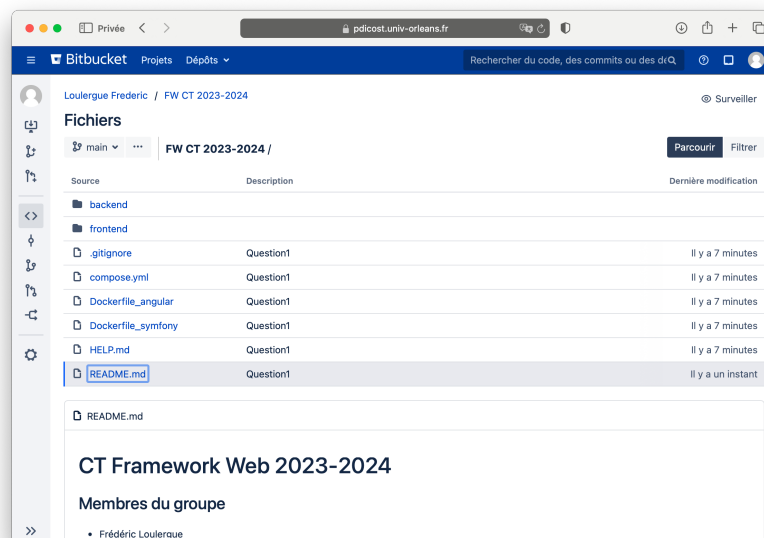 Privée
pdicost.univ-orleans.fr
Bitbucket Projets Dépôts
Rechercher du code, des commits ou des dé
Loulergue Frederic / FW CT 2023-2024
Surveiller
Fichiers
main ··· FW CT 2023-2024 /
Parcourir Filtrer
Source Description Dernière modification
backend
frontend
.gitignore Question1 Il y a 7 minutes
compose.yml Question1 Il y a 7 minutes
Dockerfile_angular Question1 Il y a 7 minutes
Dockerfile_symfony Question1 Il y a 7 minutes
HELP.md Question1 Il y a 7 minutes
README.md Question1 Il y a un instant
README.md
CT Framework Web 2023-2024
Membres du groupe
• Frédéric Loulergue